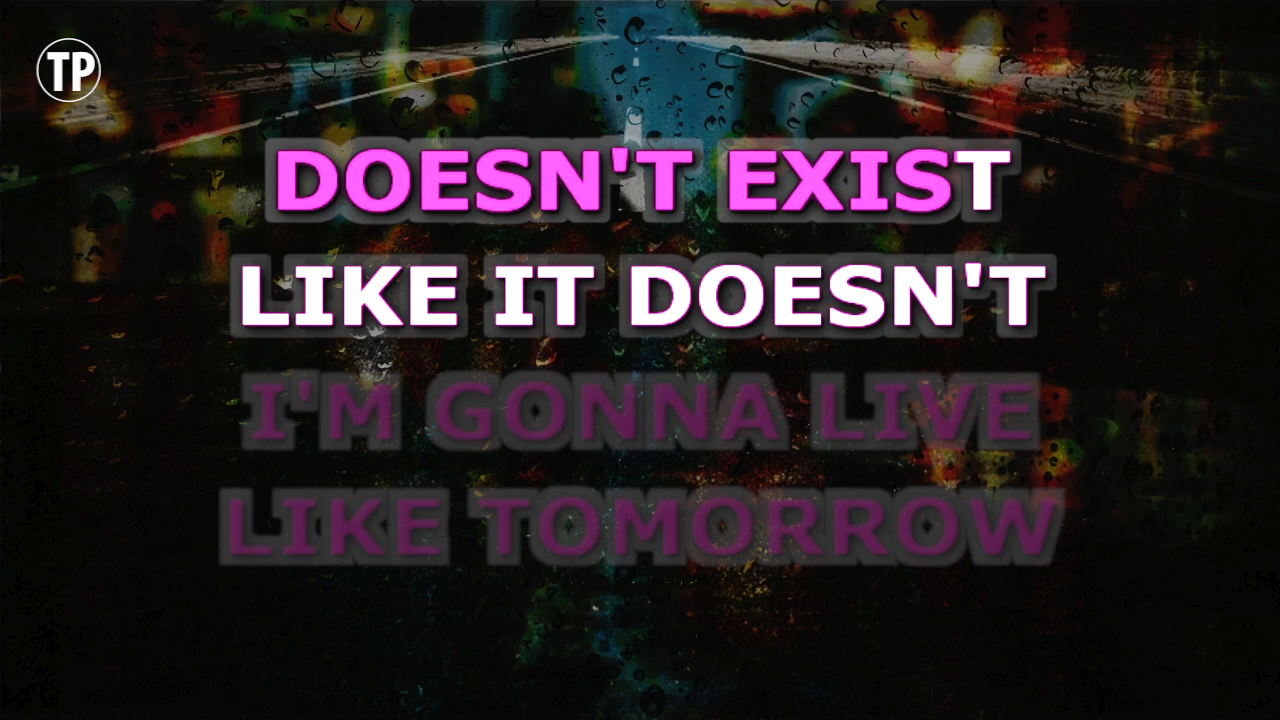 TP
DOESN'T EXIST
LIKE IT DOESN'T
I'M GONNA LIVE
LIKE TOMORROW